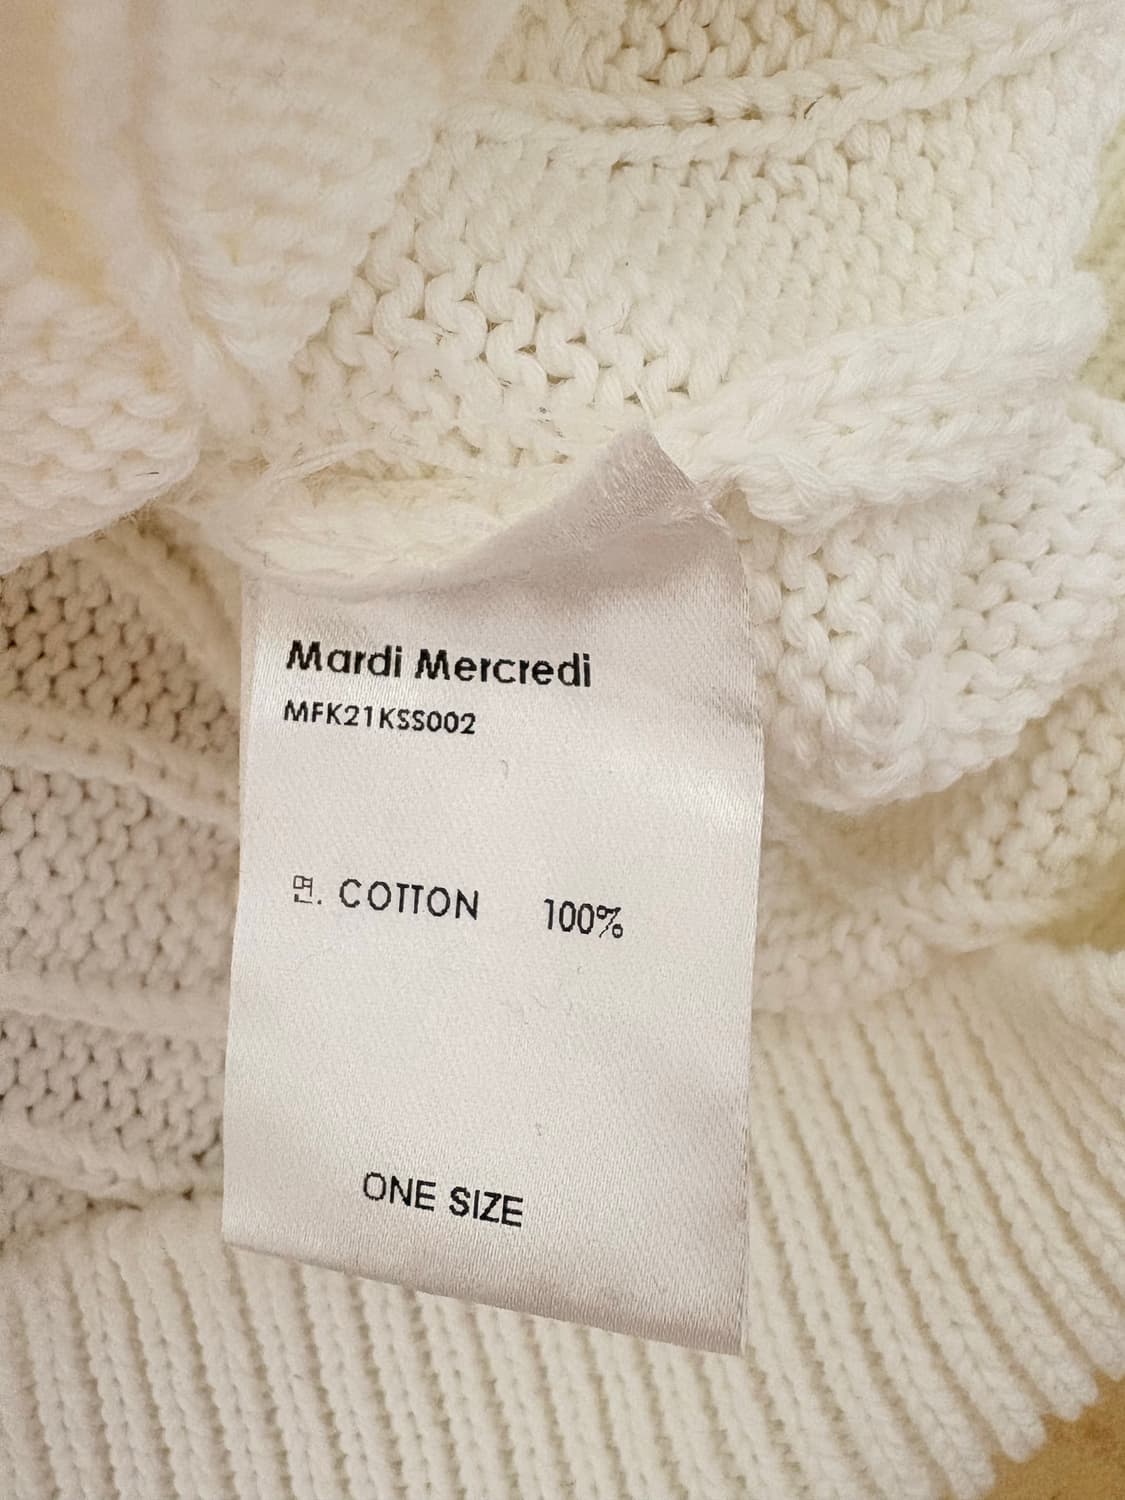 Mardi Mercredi
MFK21KSS002
면. COTTON 100%
ONE SIZE